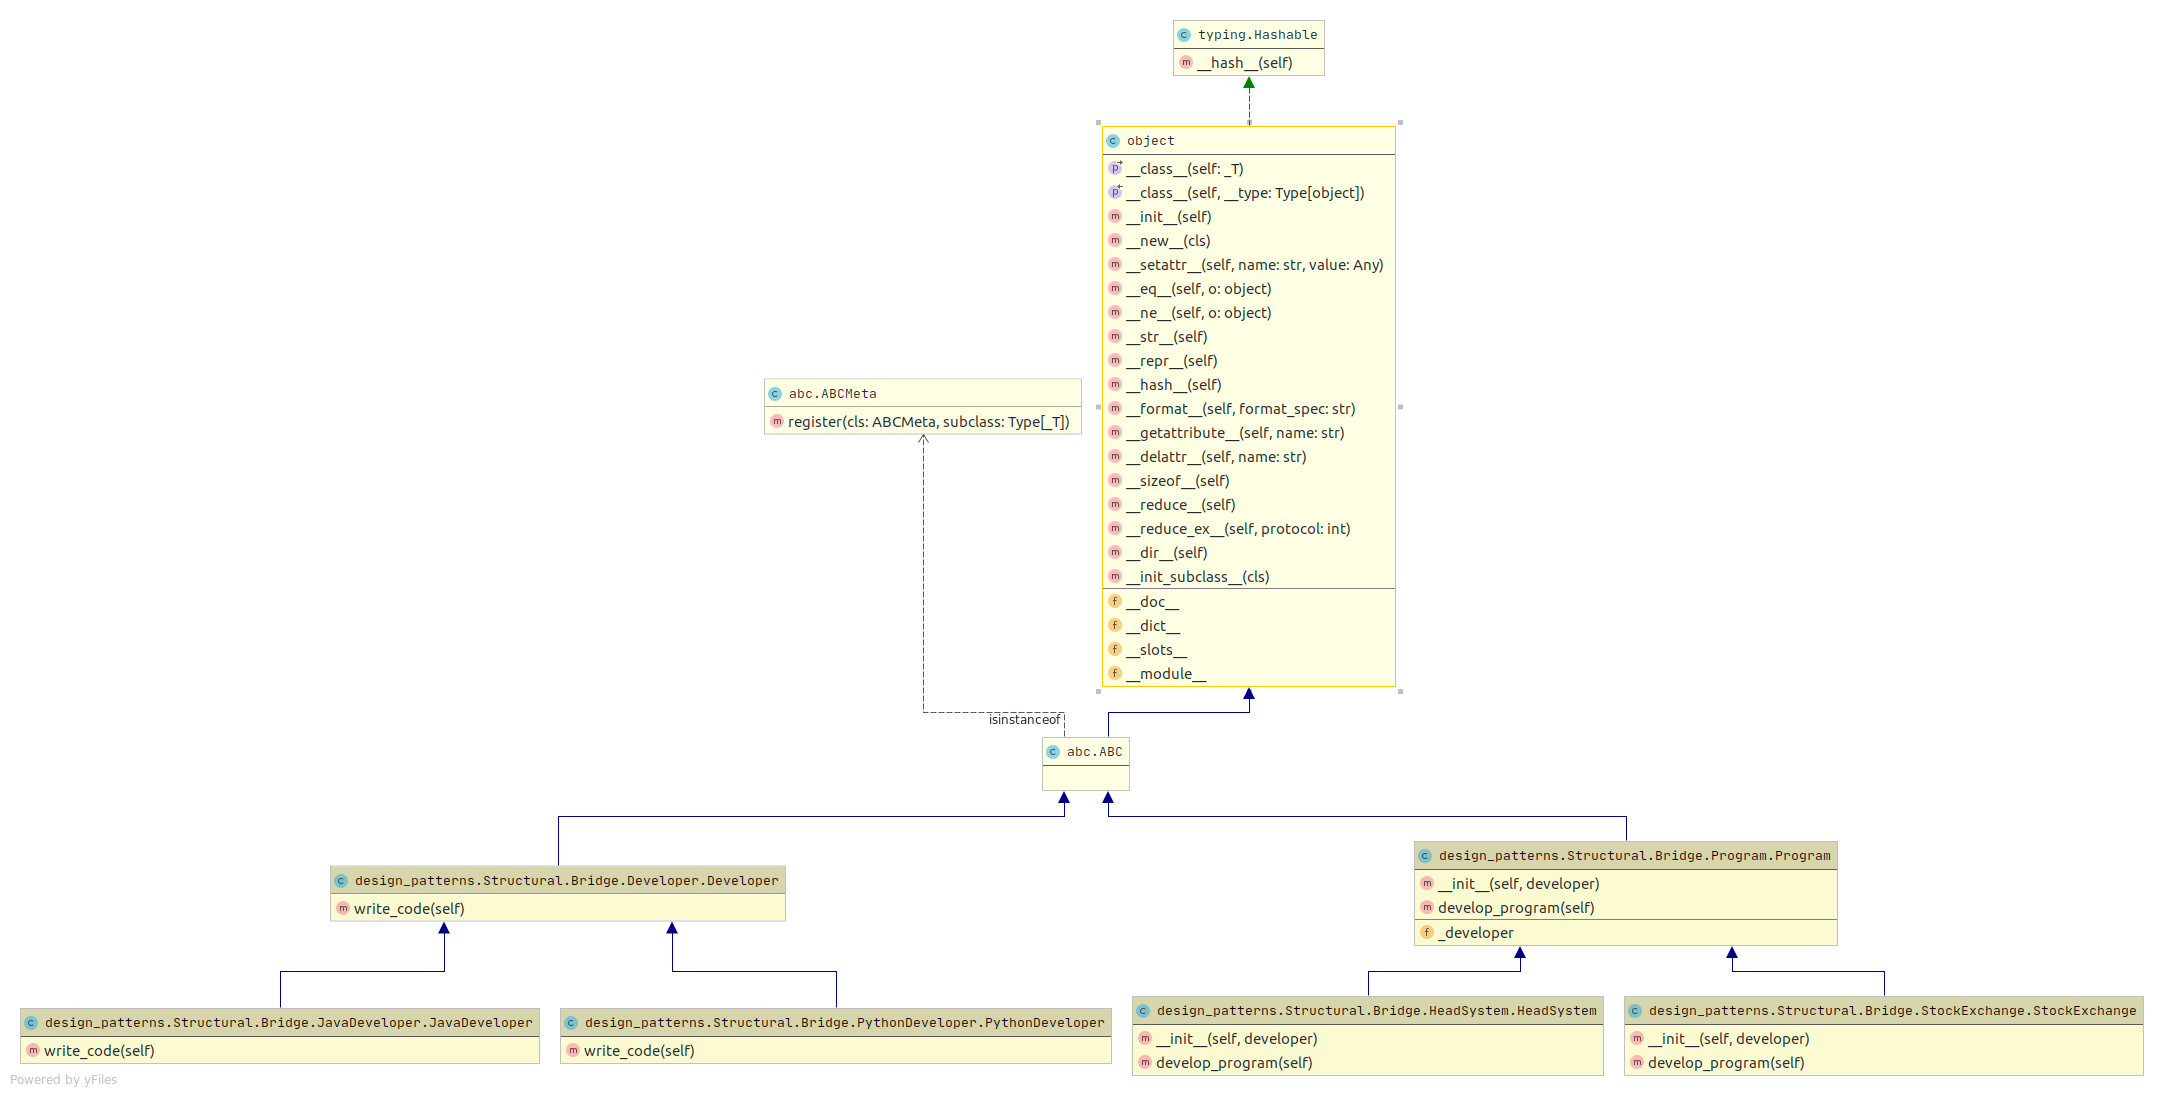 typing.Hashable
__hash__(self)
object
__class__(self: _T)
__class__(self, __type: Type[object])
__init__(self)
__new__(cls)
__setattr__(self, name: str, value: Any)
__eq__(self, o: object)
__ne__(self, o: object)
__str__(self)
__repr__(self)
__hash__(self)
__format__(self, format_spec: str)
__getattribute__(self, name: str)
__delattr__(self, name: str)
__sizeof__(self)
__reduce__(self)
__reduce_ex__(self, protocol: int)
__dir__(self)
__init_subclass__(cls)
__doc__
__dict__
__slots__
__module__
abc.ABCMeta
register(cls: ABCMeta, subclass: Type[_T])
isinstanceof
abc.ABC
design_patterns.Structural.Bridge.Developer.Developer
write_code(self)
design_patterns.Structural.Bridge.Program.Program
__init__(self, developer)
develop_program(self)
_developer
design_patterns.Structural.Bridge.JavaDeveloper.JavaDeveloper
write_code(self)
design_patterns.Structural.Bridge.PythonDeveloper.PythonDeveloper
write_code(self)
design_patterns.Structural.Bridge.HeadSystem.HeadSystem
__init__(self, developer)
develop_program(self)
design_patterns.Structural.Bridge.StockExchange.StockExchange
__init__(self, developer)
develop_program(self)
Powered by yFiles